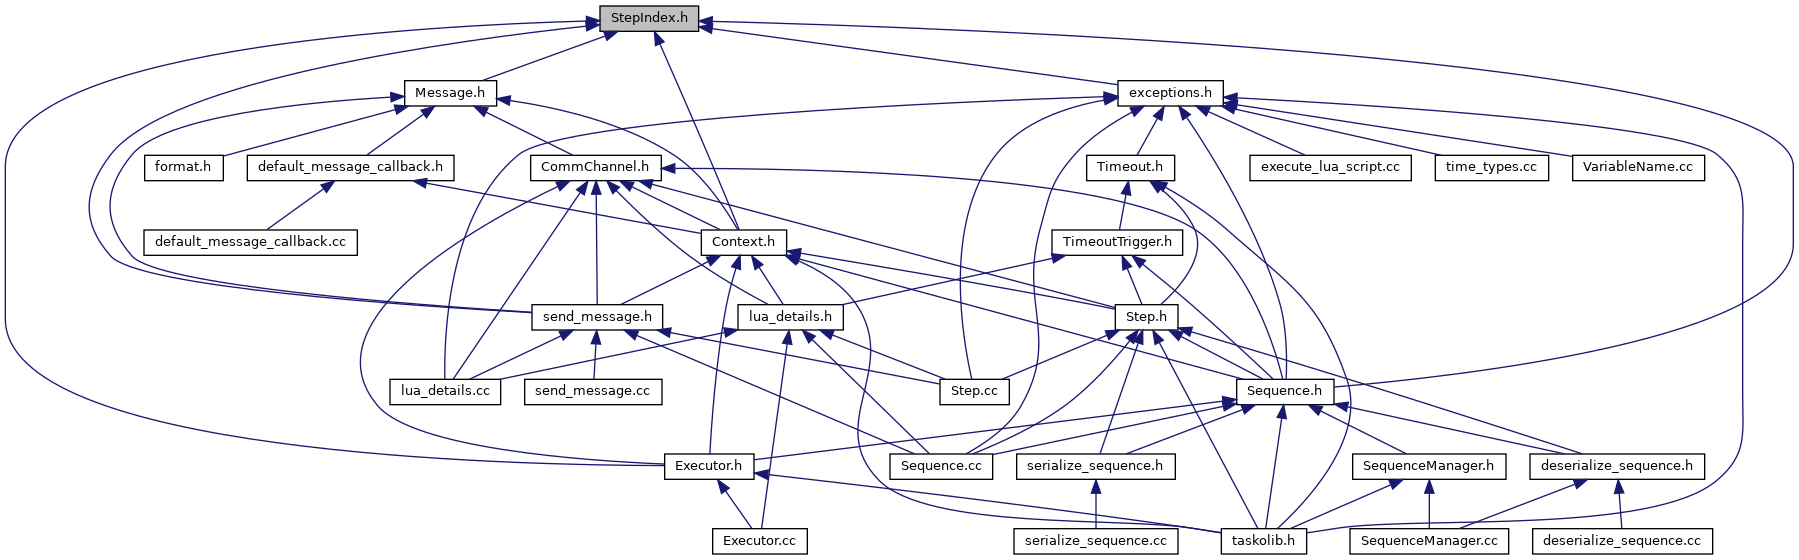 StepIndex.h
Message.h
exceptions.h
format.h
default_message_callback.h
CommChannel.h
Timeout.h
execute_lua_script.cc
time_types.cc
VariableName.cc
default_message_callback.cc
Context.h
TimeoutTrigger.h
send_message.h
lua_details.h
Step.h
lua_details.cc
send_message.cc
Step.cc
Sequence.h
Executor.h
Sequence.cc
serialize_sequence.h
SequenceManager.h
deserialize_sequence.h
Executor.cc
serialize_sequence.cc
taskolib.h
SequenceManager.cc
deserialize_sequence.cc